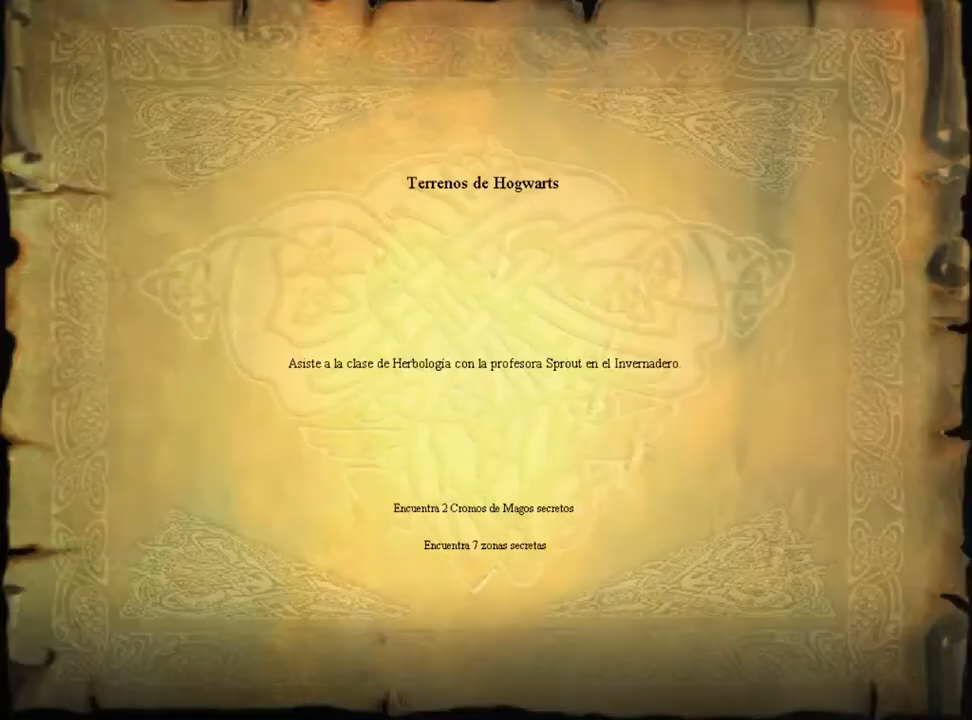 Terrenos de Hogwarts
Asiste a la clase de Herbología con la profesora Sprout en el Invernadero.
Encuentra 2 Cromos de Magos secretos
Encuentra 7 zonas secretas